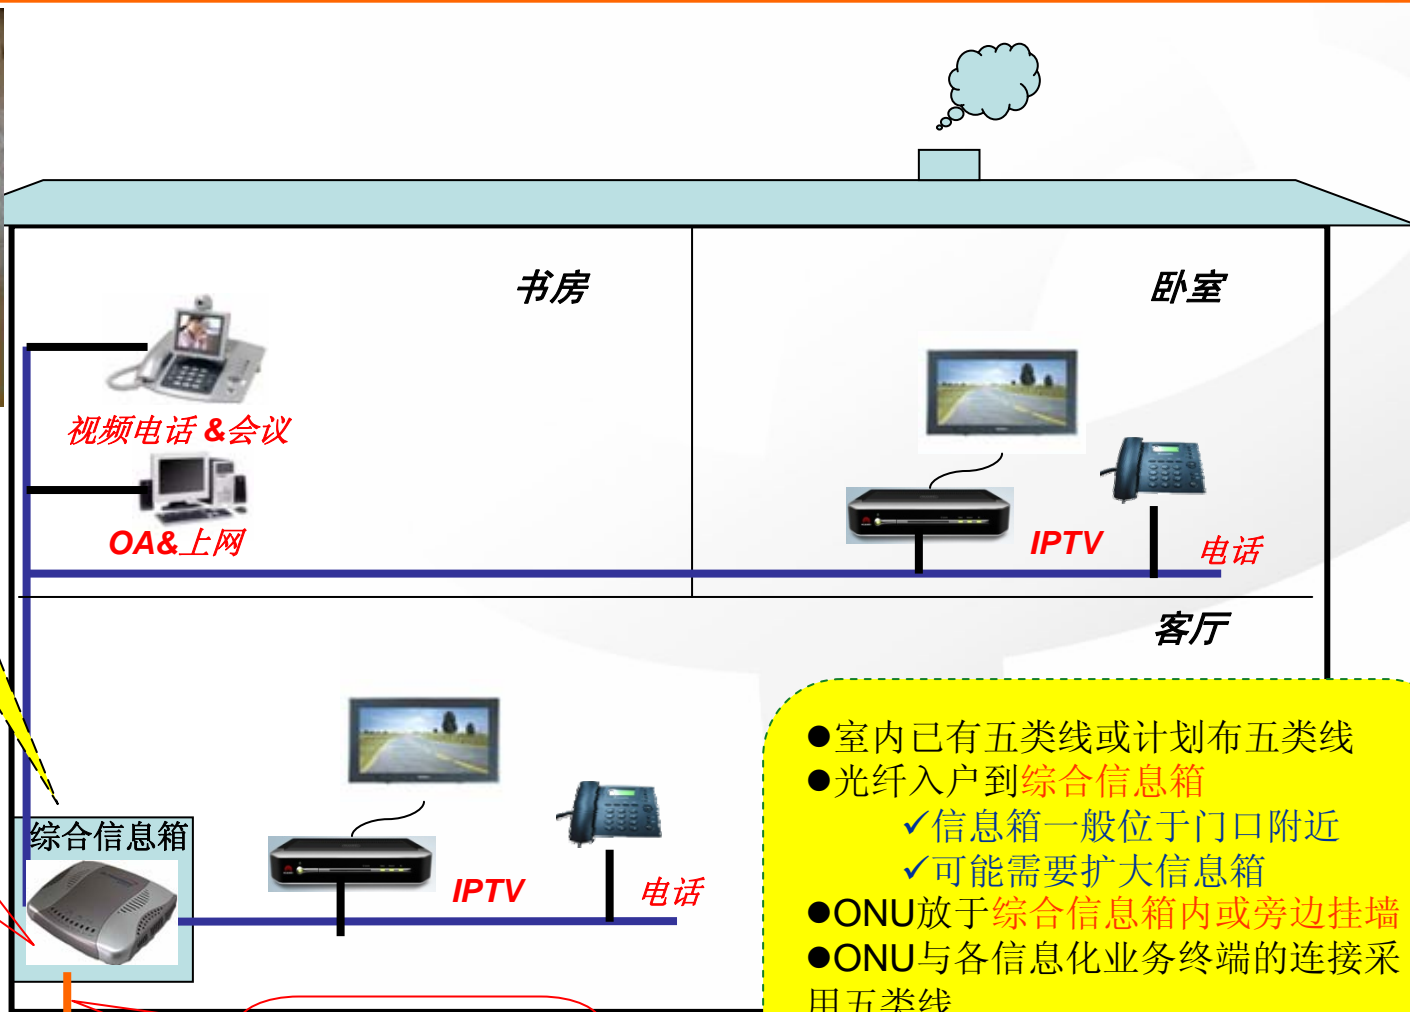 书房
卧室
视频电话 &会议
OA&上网
IPTV
电话
客厅
综合信息箱
IPTV
电话
●室内已有五类线或计划布五类线
●光纤入户到综合信息箱
✓信息箱一般位于门口附近
✓可能需要扩大信息箱
●ONU放于综合信息箱内或旁边挂墙
●ONU与各信息化业务终端的连接采
用五类线